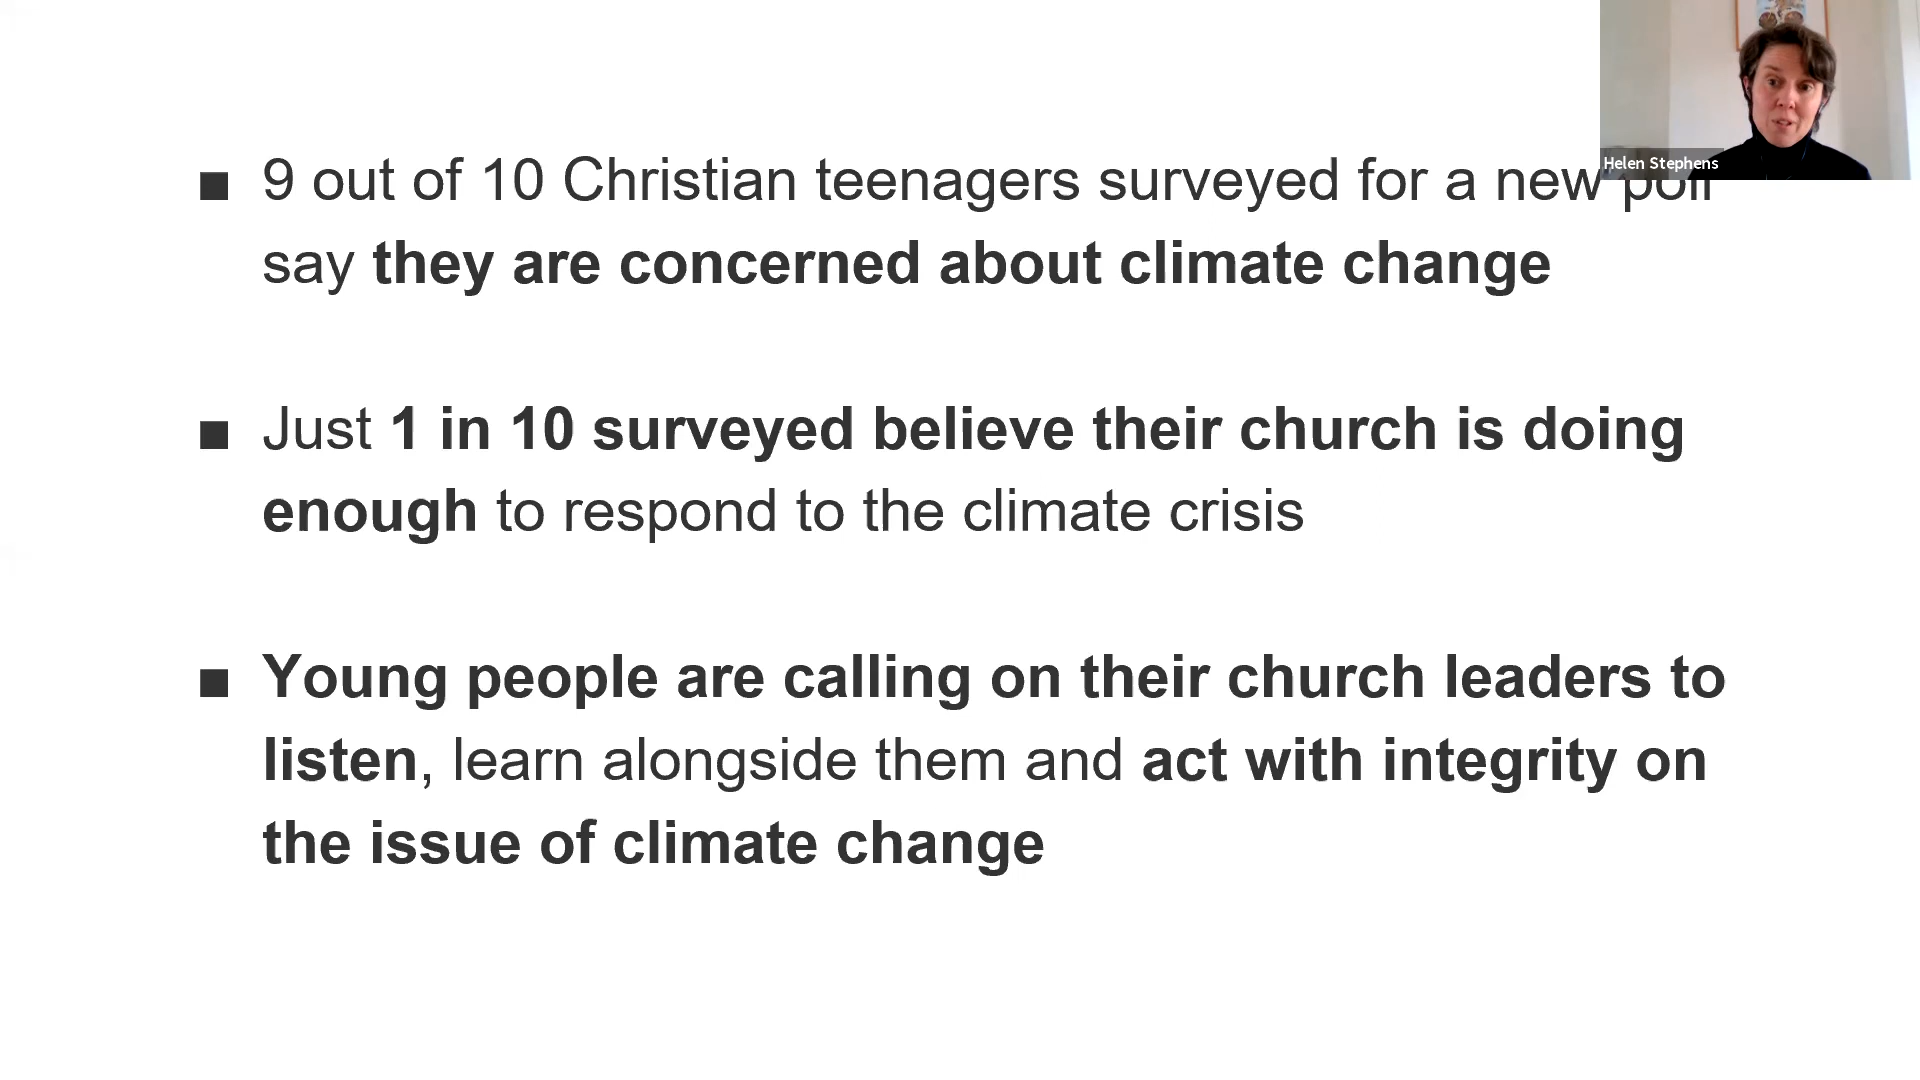 Helen Stephens
■ 9 out of 10 Christian teenagers surveyed for a new poll
say they are concerned about climate change
■ Just 1 in 10 surveyed believe their church is doing
enough to respond to the climate crisis
■ Young people are calling on their church leaders to
listen, learn alongside them and act with integrity on
the issue of climate change